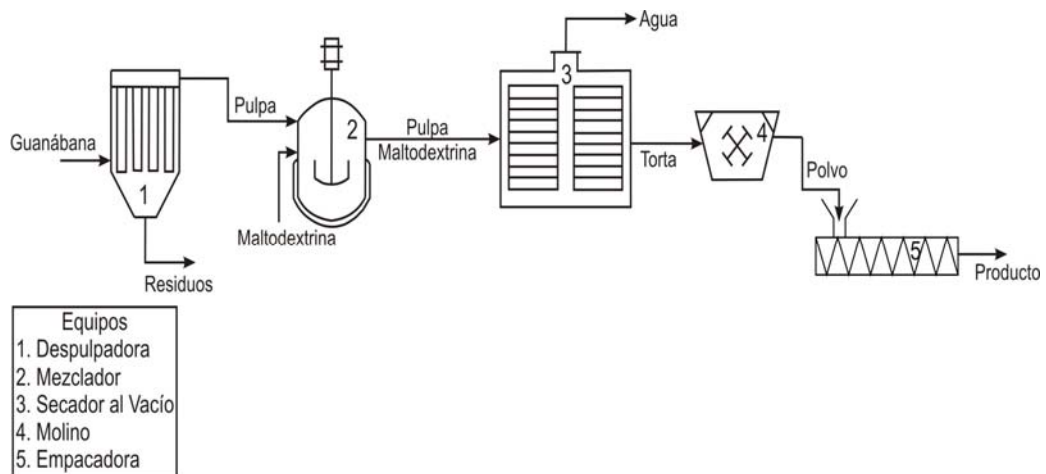 Agua
3
Pulpa
2
Pulpa
Maltodextrina
Guanábana
4
Torta
Polvo
1
Maltodextrina
5
Producto
Residuos
Equipos
1. Despulpadora
2. Mezclador
3. Secador al Vacío
4. Molino
5. Empacadora